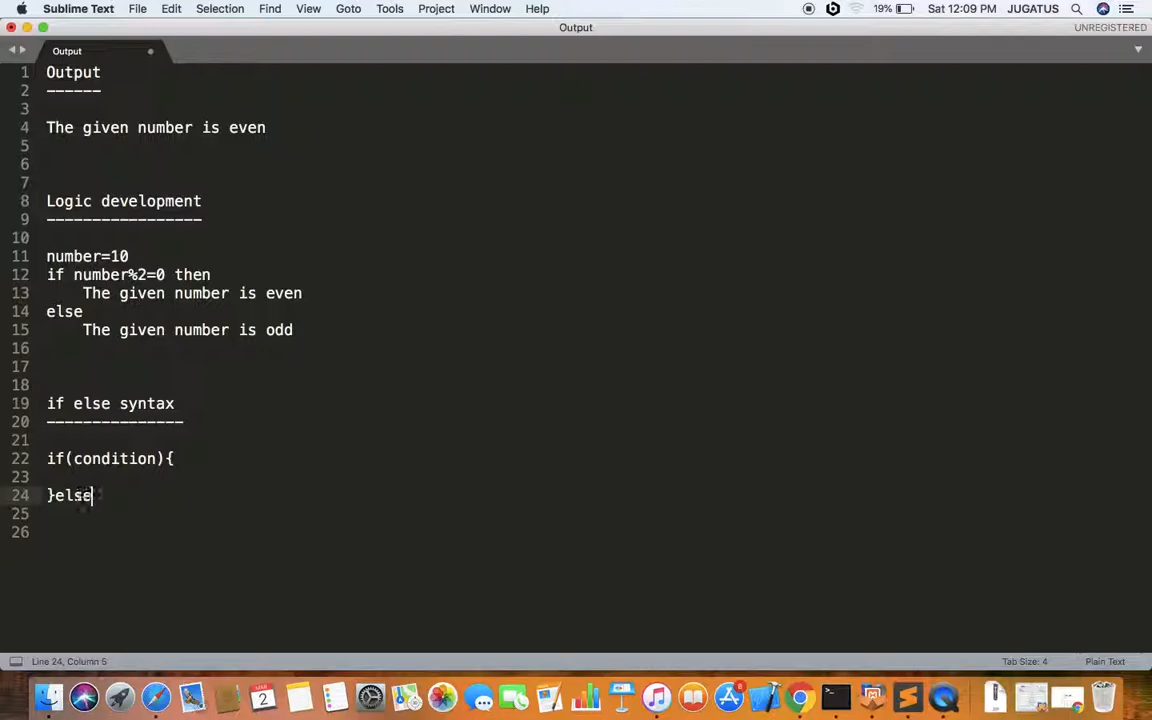 Sublime Text File Edit Selection Find View Goto Tools Project Window Help 19% Sat 12:09 PM JUGATUS
Output UNREGISTERED
Output
1 Output
2 ------
3
4 The given number is even
5
6
7
8 Logic development
9 -----------------
10
11 number=10
12 if number%2=0 then
13 The given number is even
14 else
15 The given number is odd
16
17
18
19 if else syntax
20 ---------------
21
22 if(condition){
23
24 }else
25
26
Line 24, Column 5 Tab Size: 4 Plain Text